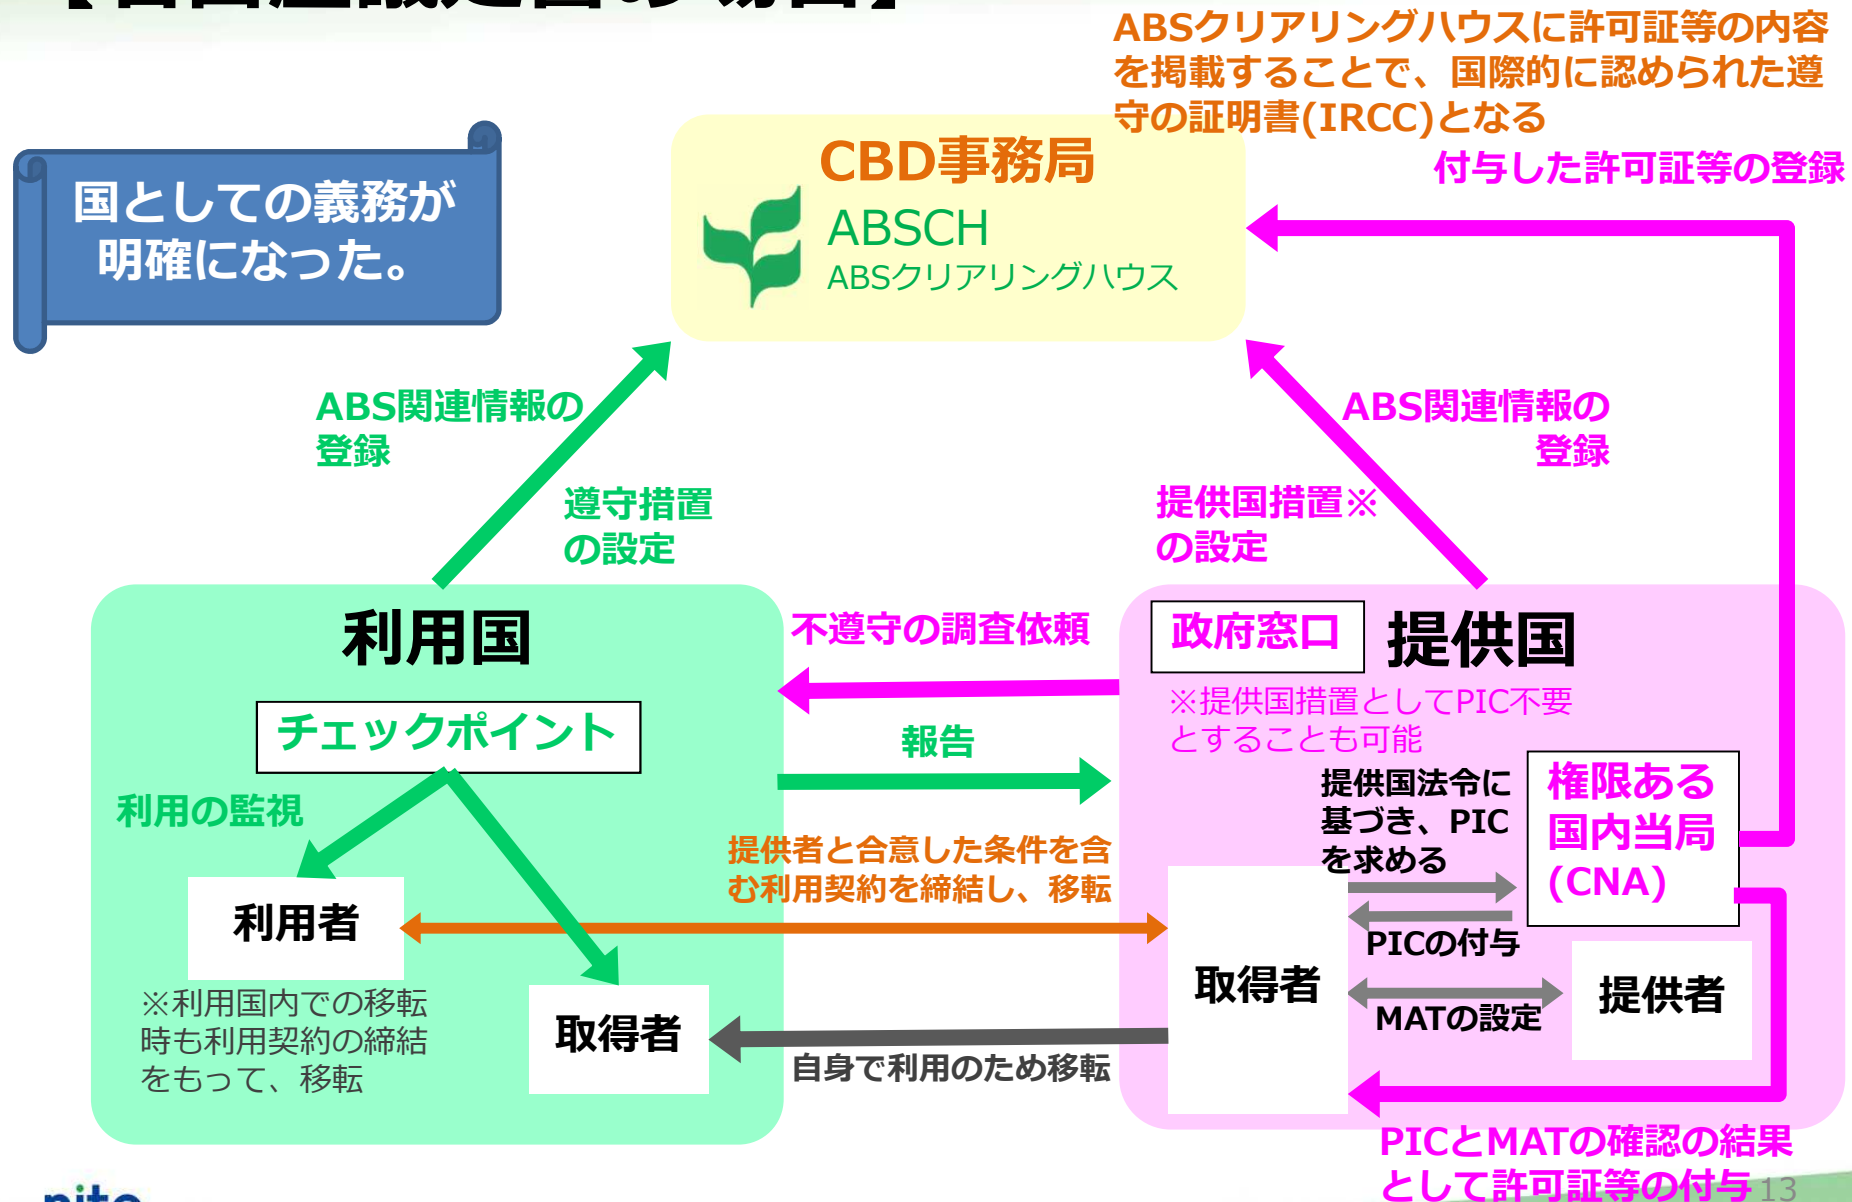 【名古屋議定書の場合】
ABSクリアリングハウスに許可証等の内容
を掲載することで、国際的に認められた遵
守の証明書(IRCC)となる
付与した許可証等の登録
国としての義務が
明確になった。
CBD事務局
ABSCH
ABSクリアリングハウス
ABS関連情報の
登録
遵守措置
の設定
ABS関連情報の
登録
提供国措置※
の設定
利用国
チェックポイント
利用の監視
利用者
※利用国内での移転
時も利用契約の締結
をもって、移転
取得者
不遵守の調査依頼
報告
提供者と合意した条件を含
む利用契約を締結し、移転
自身で利用のため移転
政府窓口
提供国
※提供国措置としてPIC不要
とすることも可能
提供国法令に
基づき、PIC
を求める
権限ある
国内当局
(CNA)
PICの付与
取得者
MATの設定
提供者
PICとMATの確認の結果
として許可証等の付与
nite
13